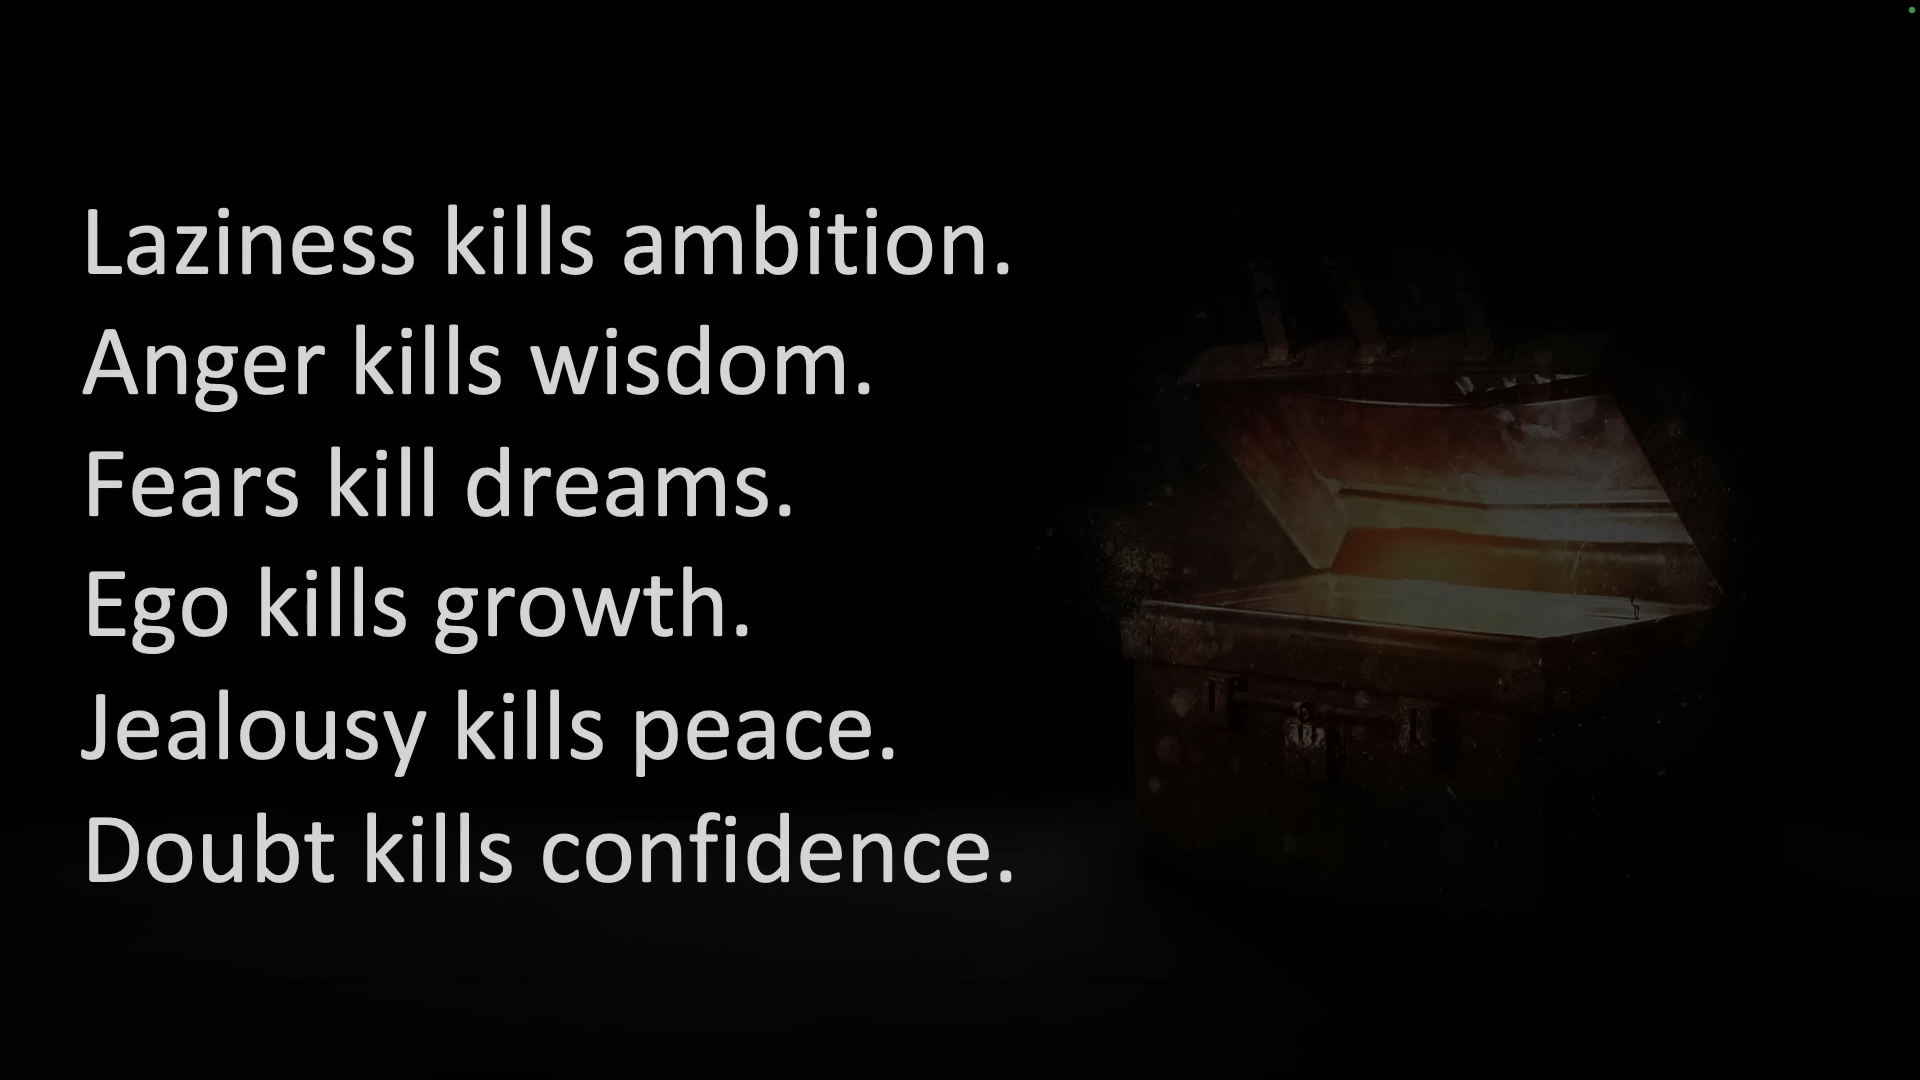 Laziness kills ambition.
Anger kills wisdom.
Fears kill dreams.
Ego kills growth.
Jealousy kills peace.
Doubt kills confidence.